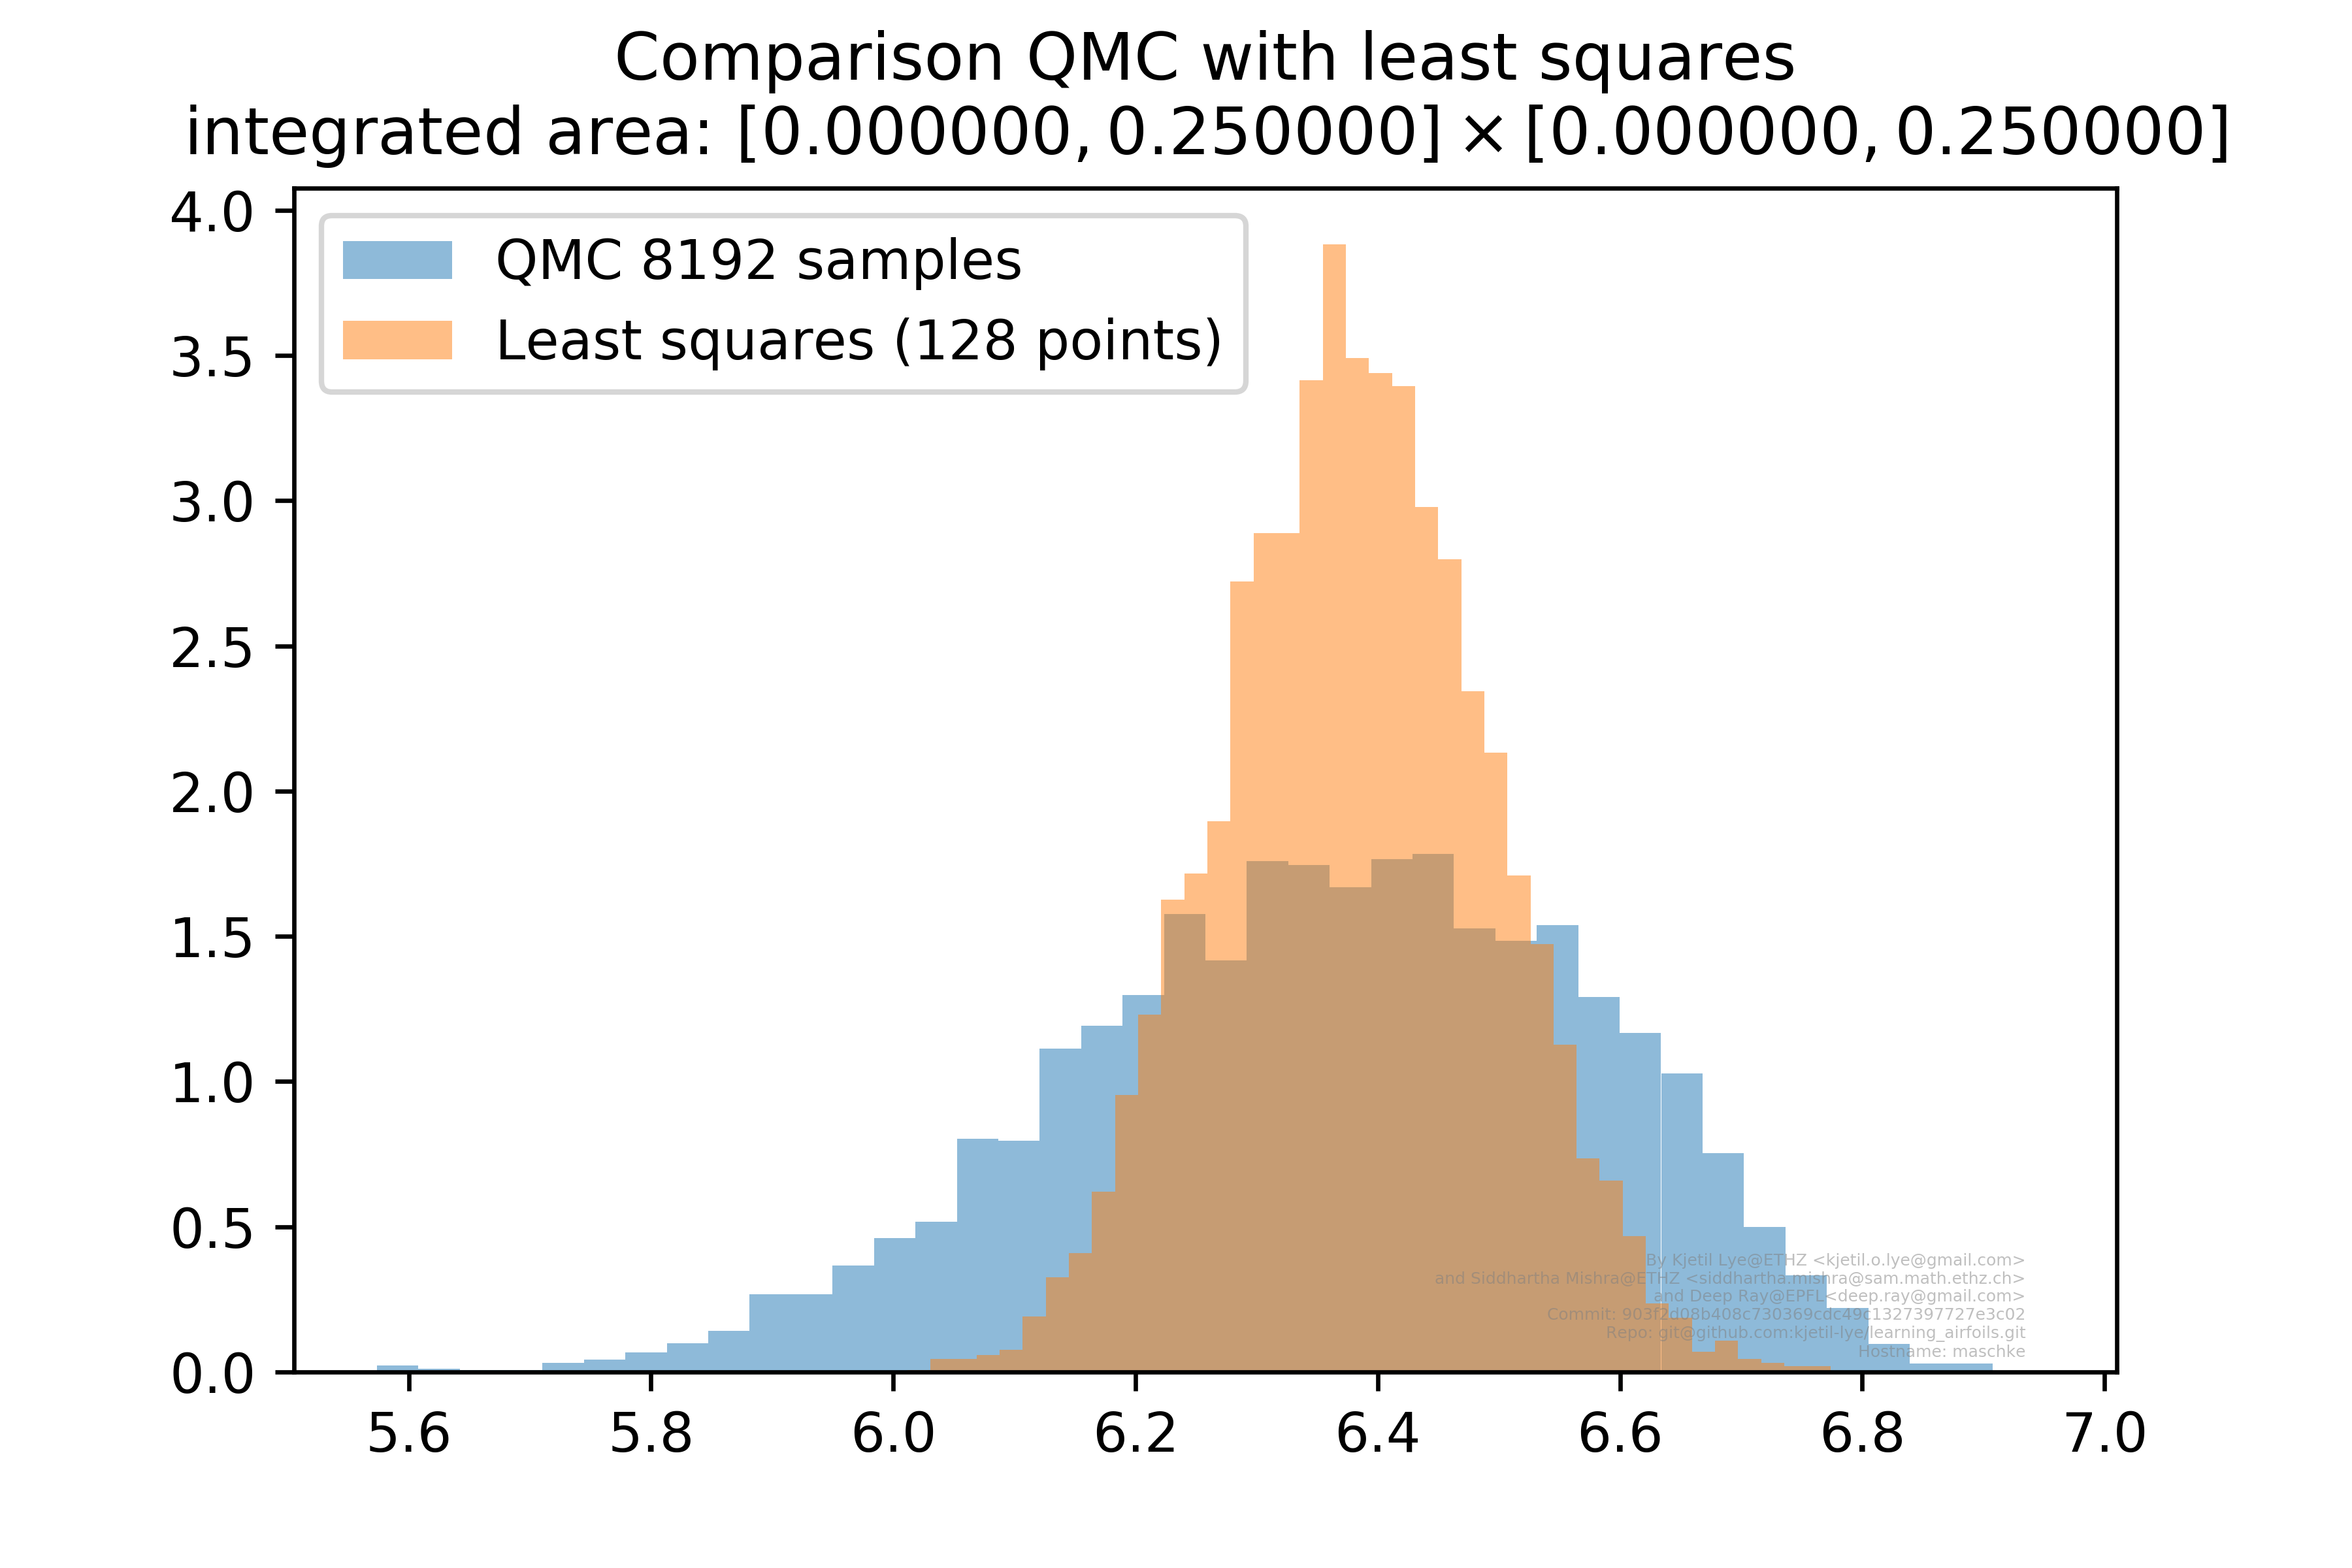 Comparison QMC with least squares
integrated area: [0.000000, 0.250000] × [0.000000, 0.250000]
4.0
3.5
3.0
2.5
2.0
1.5
1.0
0.5
0.0
QMC 8192 samples
Least squares (128 points)
By Kjetil Lye@ETHZ <kjetil.o.lye@gmail.com>
and Siddhartha Mishra@ETHZ <siddhartha.mishra@sam.math.ethz.ch>
and Deep Ray@EPFL<deep.ray@gmail.com>
Commit: 903f2d08b408c730369cdc49c1327397727e3c02
Repo: git@github.com:kjetil-lye/learning_airfoils.git
Hostname: maschke
5.6 5.8 6.0 6.2 6.4 6.6 6.8 7.0